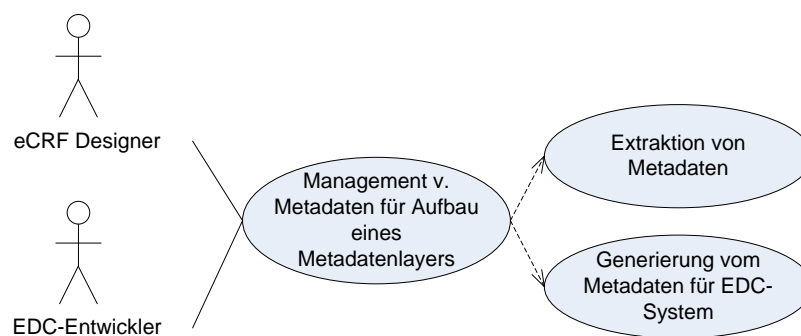 eCRF Designer
EDC-Entwickler
Management v.
Metadaten für Aufbau
eines
Metadatenlayers
Extraktion von
Metadaten
Generierung vom
Metadaten für EDC-
System